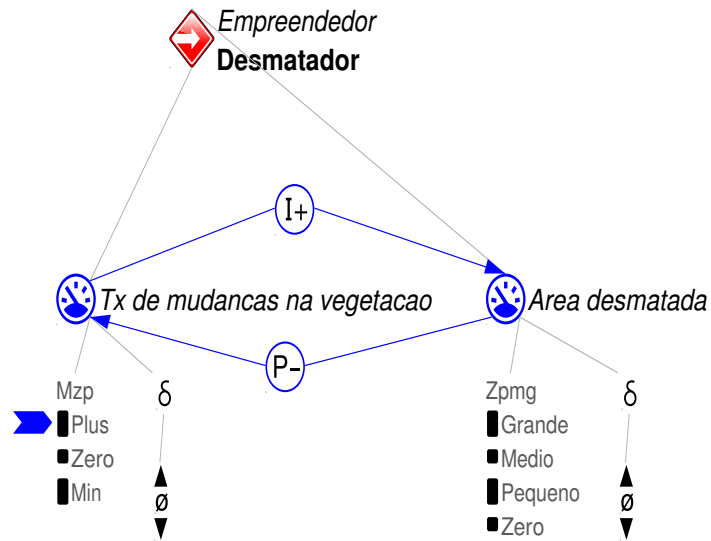 Empreendedor
Desmatador
I+
Tx de mudancas na vegetacao
Area desmatada
P-
Mzp
δ
Zpmg
δ
Plus
Grande
Zero
Medio
Min
ø
Pequeno
ø
Zero